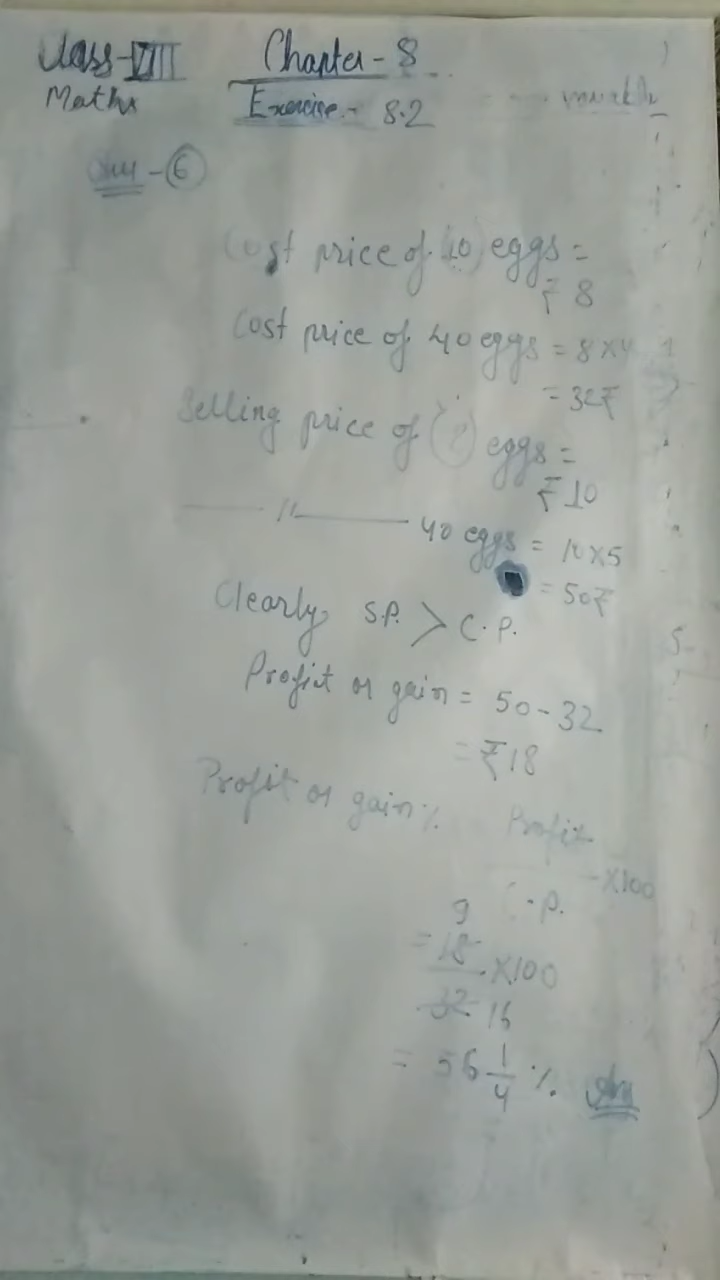 Class-VIII Chapter - 8
Maths Exercise - 8.2
Ans - 6
Cost price of (10) eggs =
₹ 8
Cost price of 40 eggs = 8 × 4
= 32₹
Selling price of eggs =
₹ 10
——— 〃 ——— 40 eggs = 10×5
= 50₹
Clearly, S.P. > C.P.
Profit or gain = 50 - 32
= ₹18
Profit or gain % Profit
×100
C.P.
9
= 18 ×100
32 16
= 56 1/4 % Ans